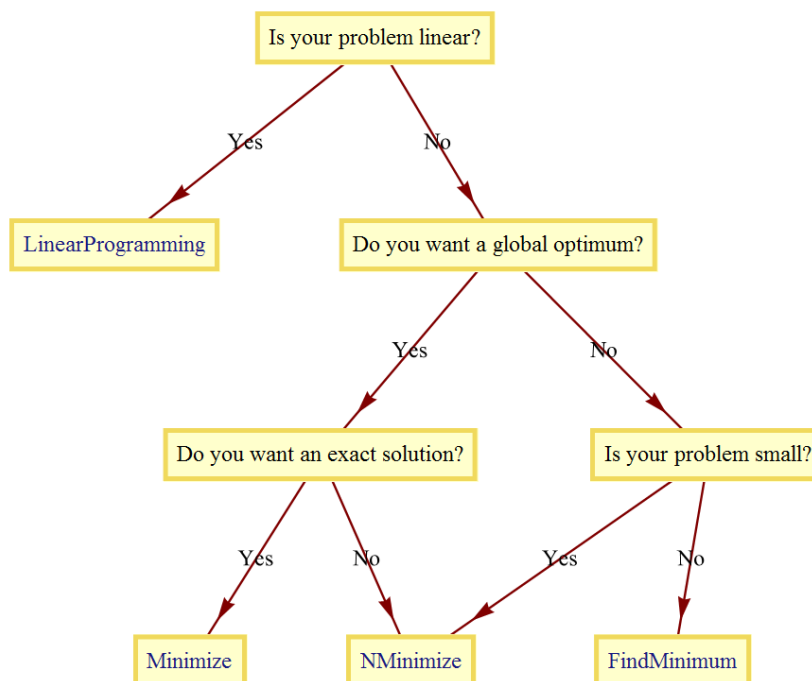 Is your problem linear?
Yes
No
LinearProgramming
Do you want a global optimum?
Yes
No
Do you want an exact solution?
Is your problem small?
Yes
No
Yes
No
Minimize
NMinimize
FindMinimum